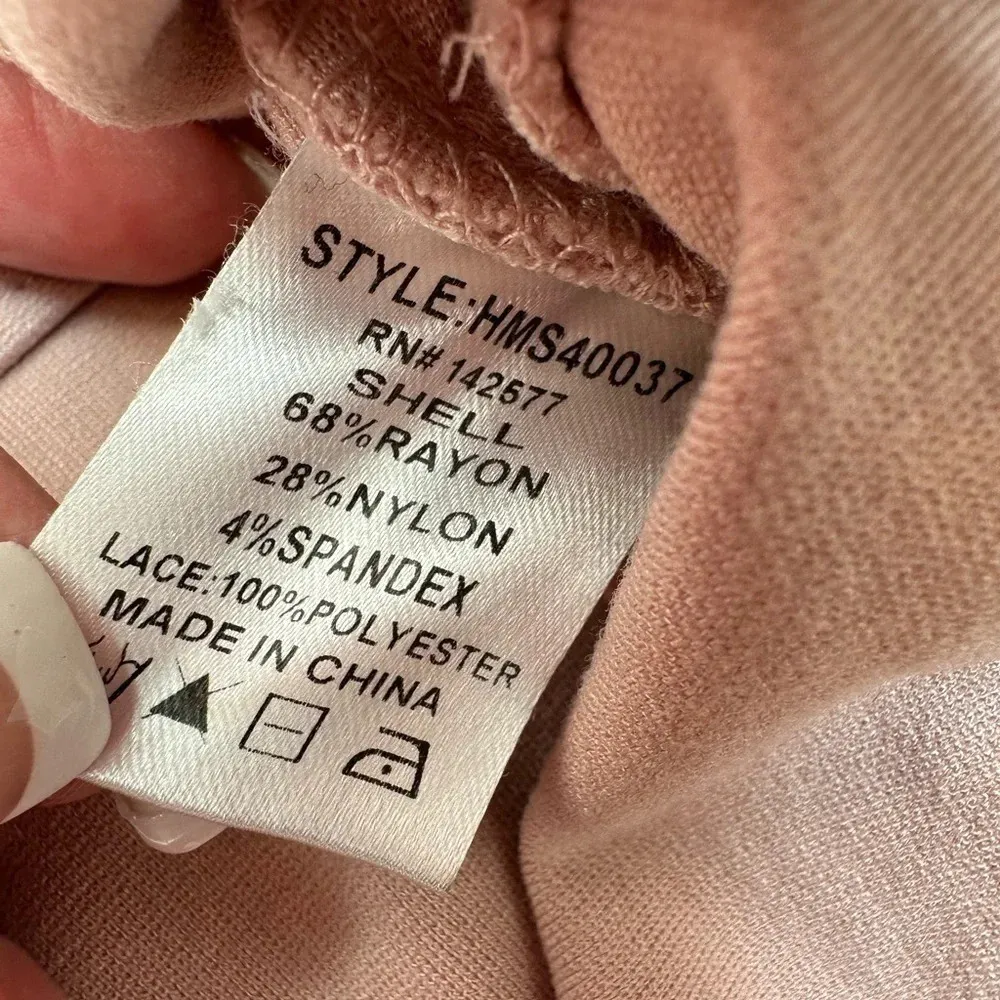 STYLE:HMS40037
RN# 142577
SHELL
68%RAYON
28%NYLON
4%SPANDEX
LACE:100%POLYESTER
MADE IN CHINA